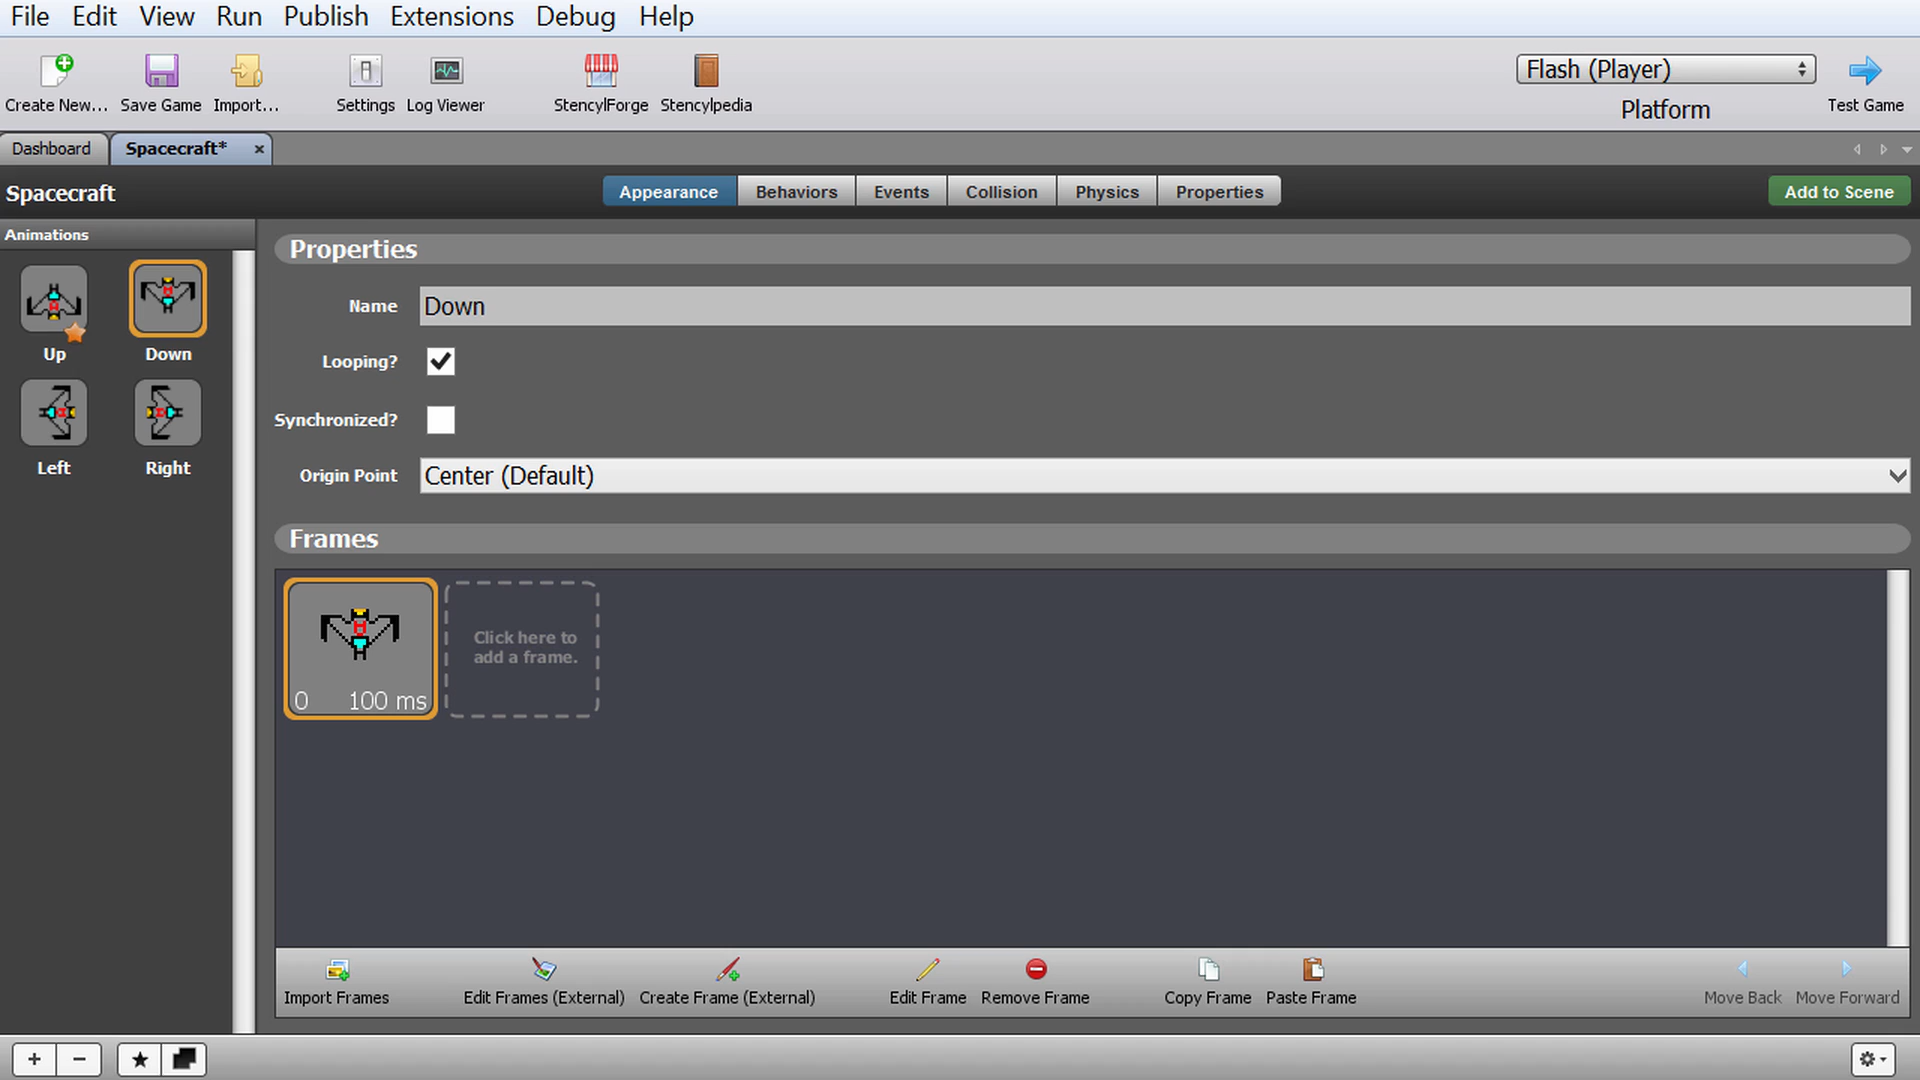 File Edit View Run Publish Extensions Debug Help
Create New... Save Game Import... Settings Log Viewer StencylForge Stencylpedia Flash (Player) Platform Test Game
Dashboard Spacecraft*
Spacecraft Appearance Behaviors Events Collision Physics Properties Add to Scene
Animations
Up Down
Left Right
Properties
Name Down
Looping?
Synchronized?
Origin Point Center (Default)
Frames
Click here to
add a frame.
0 100 ms
Import Frames Edit Frames (External) Create Frame (External) Edit Frame Remove Frame Copy Frame Paste Frame Move Back Move Forward